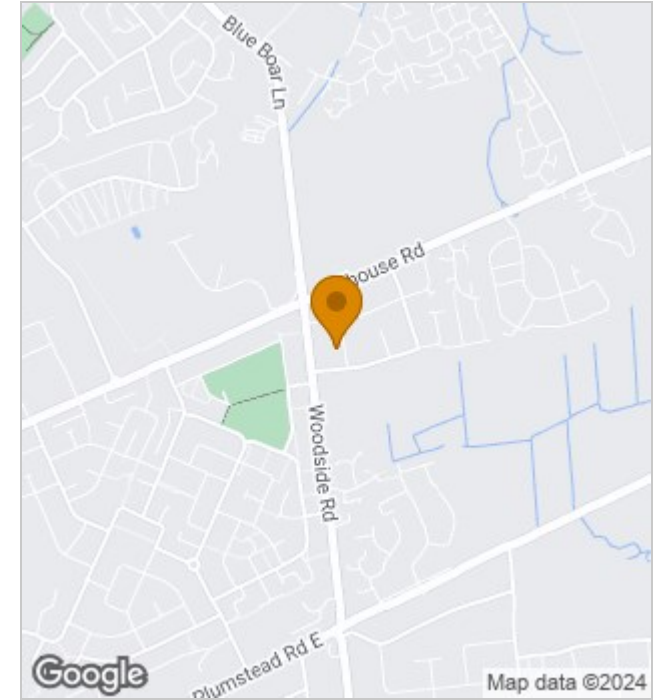 Blue Boar Ln
house Rd
Woodside Rd
Plumstead Rd E
Google
Map data ©2024